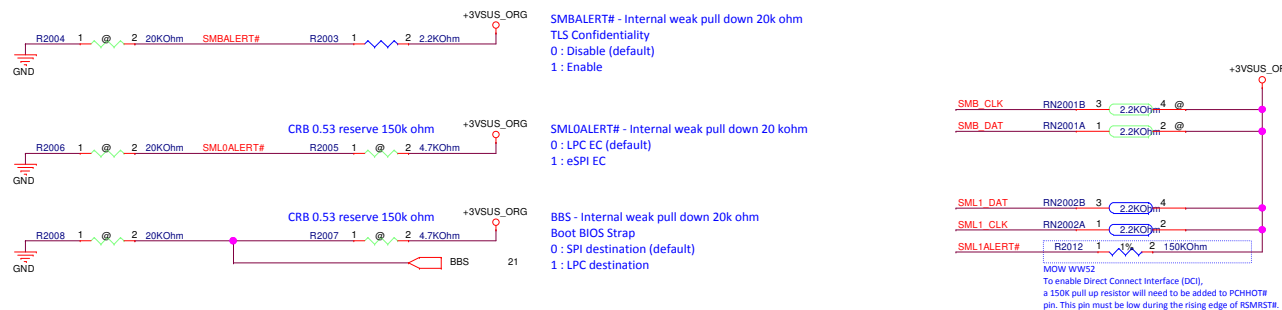 +3VSUS_ORG
R2004 1 @ 2 20KOhm SMBALERT# R2003 1 2 2.2KOhm
GND
SMBALERT# - Internal weak pull down 20k ohm
TLS Confidentiality
0 : Disable (default)
1 : Enable
CRB 0.53 reserve 150k ohm
+3VSUS_ORG
R2006 1 @ 2 20KOhm SML0ALERT# R2005 1 @ 2 4.7KOhm
GND
SML0ALERT# - Internal weak pull down 20 kohm
0 : LPC EC (default)
1 : eSPI EC
CRB 0.53 reserve 150k ohm
+3VSUS_ORG
R2008 1 @ 2 20KOhm R2007 1 @ 2 4.7KOhm
GND
BBS 21
BBS - Internal weak pull down 20k ohm
Boot BIOS Strap
0 : SPI destination (default)
1 : LPC destination
+3VSUS_OR
SMB_CLK RN2001B 3 2.2KOhm 4 @
SMB_DAT RN2001A 1 2.2KOhm 2 @
SML1_DAT RN2002B 3 2.2KOhm 4
SML1_CLK RN2002A 1 2.2KOhm 2
SML1ALERT# R2012 1 1% 2 150KOhm
MOW WW52
To enable Direct Connect Interface (DCI),
a 150K pull up resistor will need to be added to PCHHOT#
pin. This pin must be low during the rising edge of RSMRST#.